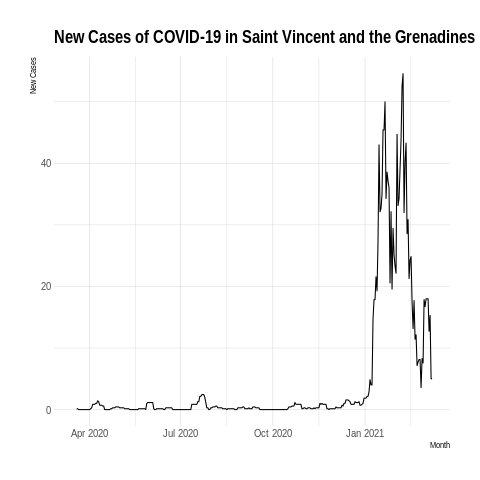 New Cases of COVID-19 in Saint Vincent and the Grenadines
New Cases
40
20
0
Apr 2020 Jul 2020 Oct 2020 Jan 2021
Month